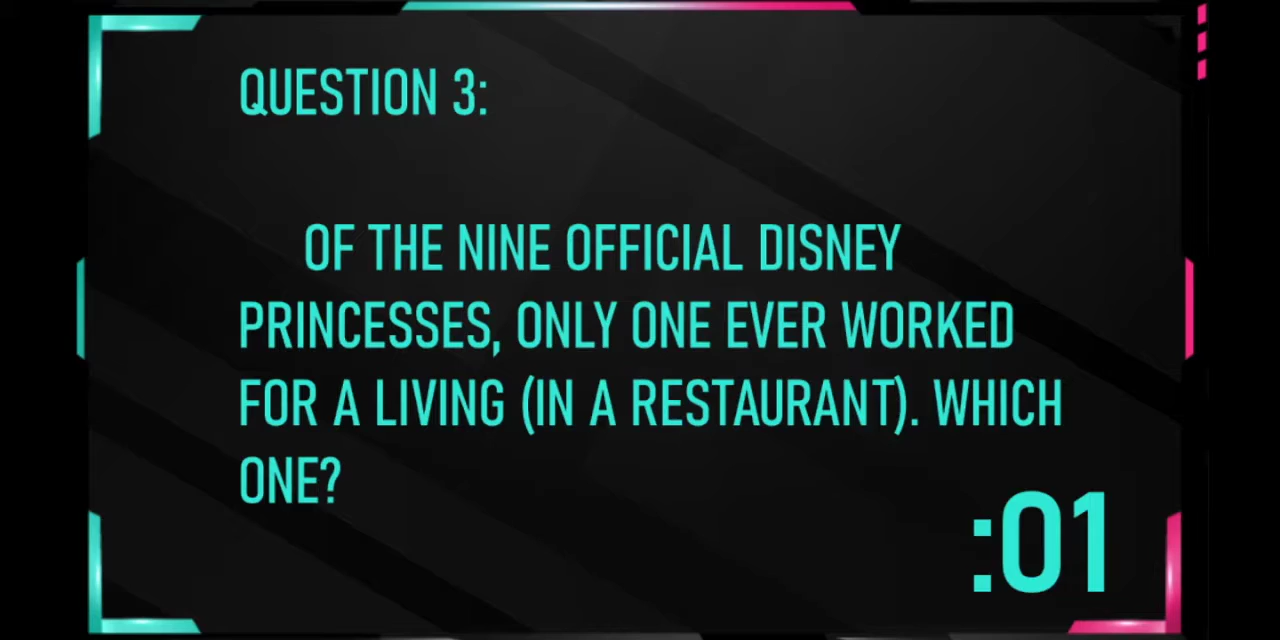 QUESTION 3:
OF THE NINE OFFICIAL DISNEY
PRINCESSES, ONLY ONE EVER WORKED
FOR A LIVING (IN A RESTAURANT). WHICH
ONE?
:01